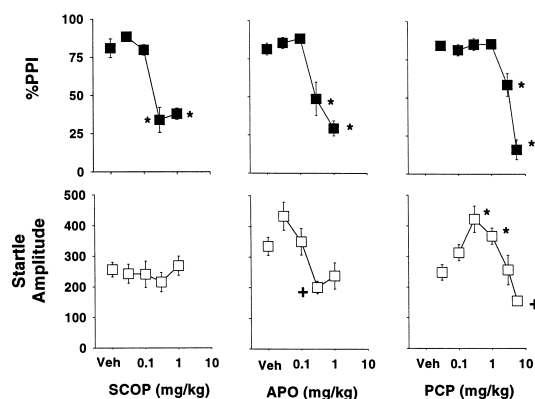 %PPI
100
75
50
25
0
*
*
*
*
*
*
Startle
Amplitude
500
400
300
200
100
0
+
*
*
+
Veh 0.1 1 10
SCOP (mg/kg)
Veh 0.1 1 10
APO (mg/kg)
Veh 0.1 1 10
PCP (mg/kg)